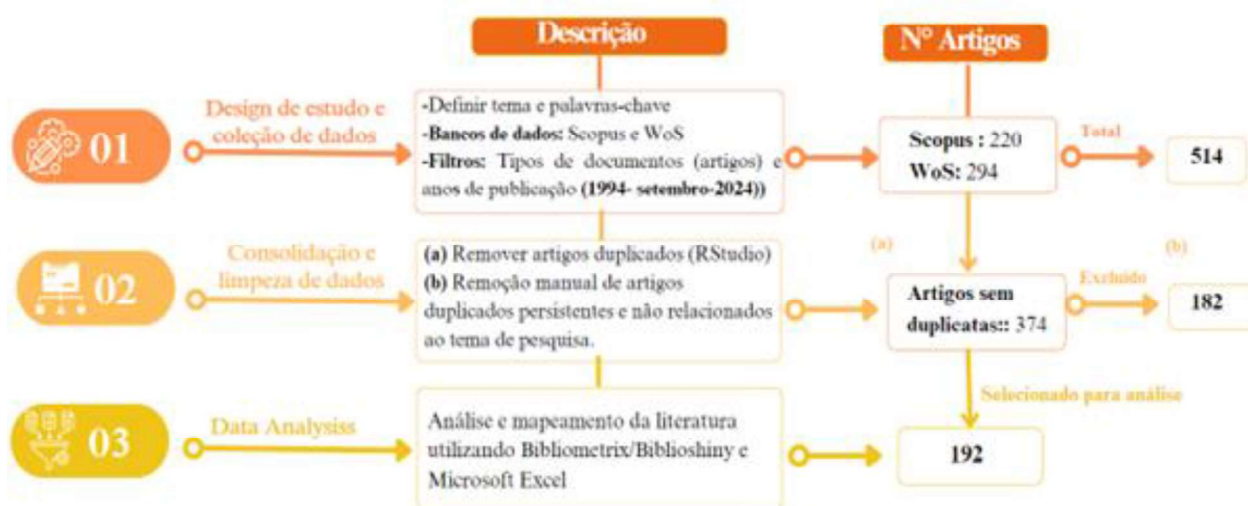 Descrição
N° Artigos
01
Design de estudo e
coleção de dados
-Definir tema e palavras-chave
-Bancos de dados: Scopus e WoS
-Filtros: Tipos de documentos (artigos) e
anos de publicação (1994- setembro-2024))
Scopus : 220
WoS: 294
Total
514
02
Consolidação e
limpeza de dados
(a) Remover artigos duplicados (RStudio)
(b) Remoção manual de artigos
duplicados persistentes e não relacionados
ao tema de pesquisa.
(a)
Artigos sem
duplicatas:: 374
Excluído
(b)
182
03
Data Analysiss
Análise e mapeamento da literatura
utilizando Bibliometrix/Biblioshiny e
Microsoft Excel
Selecionado para análise
192